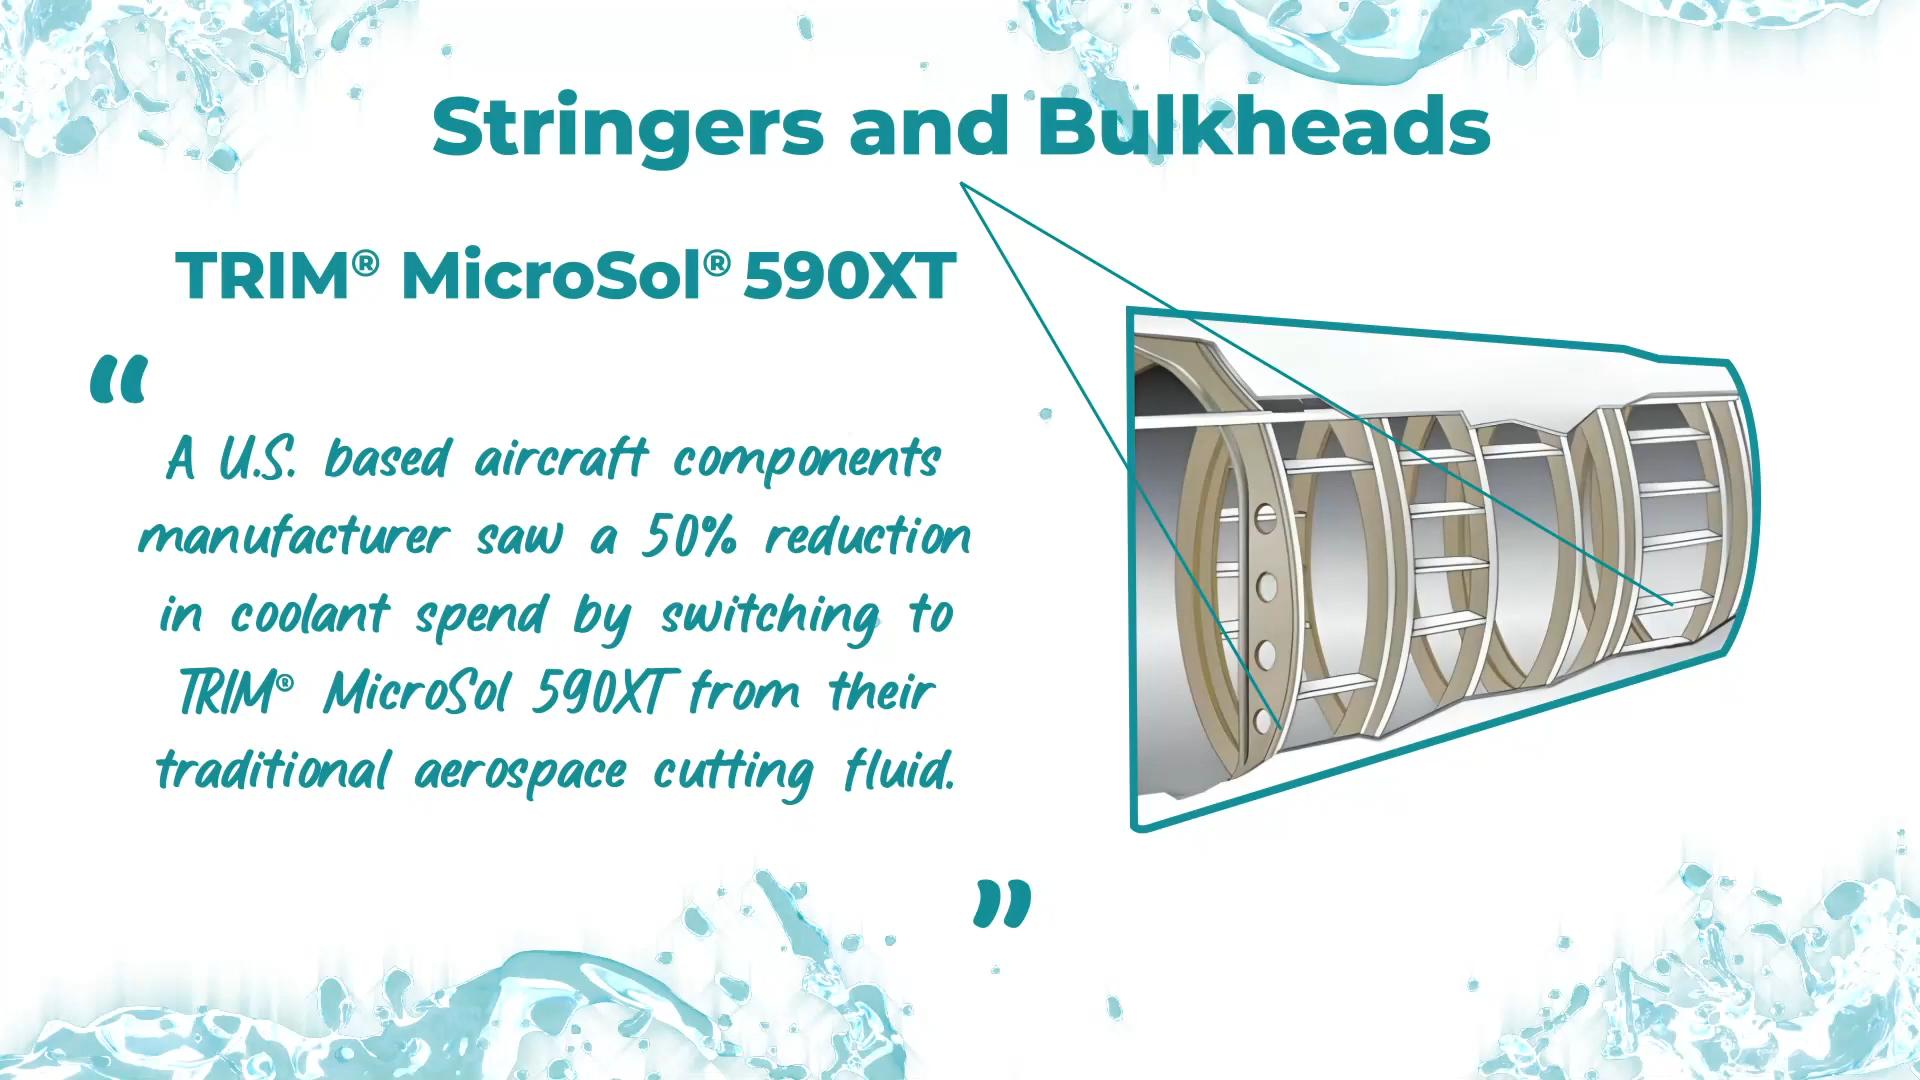 Stringers and Bulkheads
TRIM® MicroSol® 590XT
“
A U.S. based aircraft components
manufacturer saw a 50% reduction
in coolant spend by switching to
TRIM® MicroSol 590XT from their
traditional aerospace cutting fluid.
”